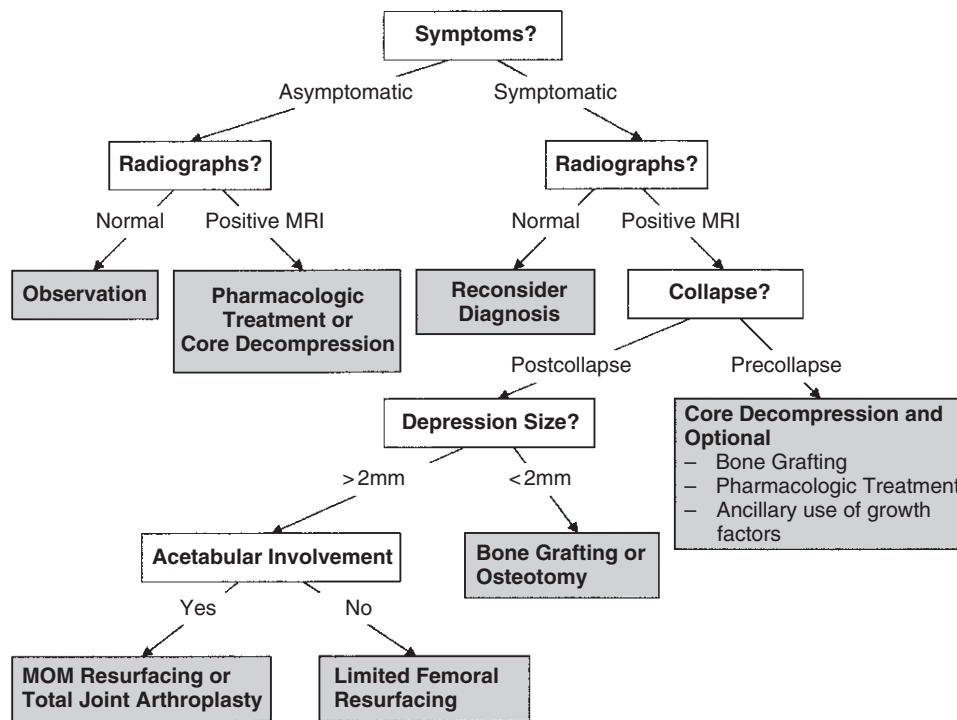 Symptoms?
Asymptomatic
Symptomatic
Radiographs?
Radiographs?
Normal
Positive MRI
Normal
Positive MRI
Observation
Pharmacologic
Treatment or
Core Decompression
Reconsider
Diagnosis
Collapse?
Postcollapse
Precollapse
Depression Size?
Core Decompression and
Optional
– Bone Grafting
– Pharmacologic Treatment
– Ancillary use of growth
factors
>2mm
<2mm
Acetabular Involvement
Bone Grafting or
Osteotomy
Yes
No
MOM Resurfacing or
Total Joint Arthroplasty
Limited Femoral
Resurfacing